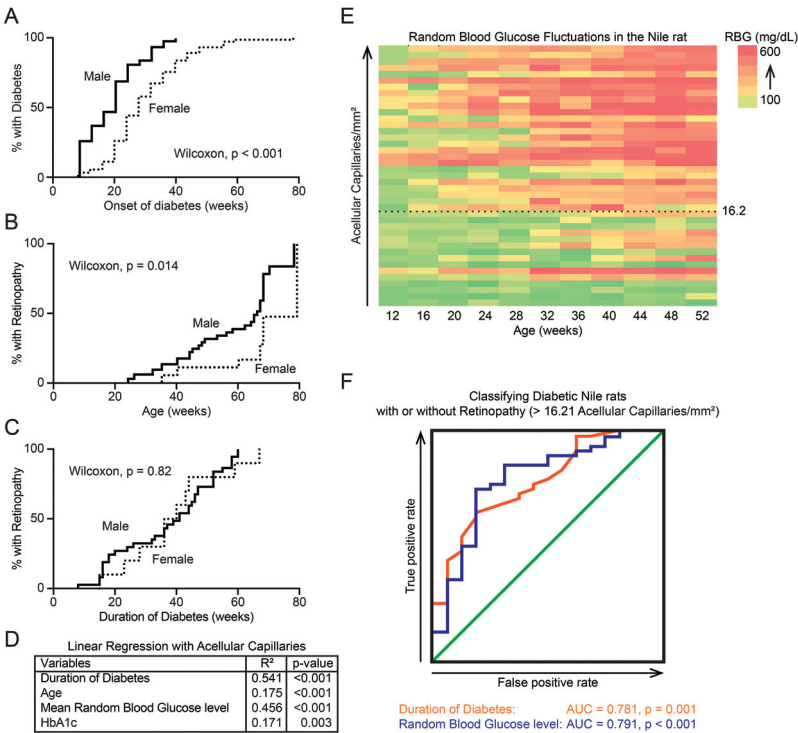 A
% with Diabetes
100
50
0
Male
Female
Wilcoxon, p < 0.001
0 20 40 60 80
Onset of diabetes (weeks)
B
% with Retinopathy
100
50
0
Wilcoxon, p = 0.014
Male
Female
0 20 40 60 80
Age (weeks)
C
% with Retinopathy
100
50
0
Wilcoxon, p = 0.82
Male
Female
0 20 40 60 80
Duration of Diabetes (weeks)
D
Linear Regression with Acellular Capillaries
Variables R² p-value
Duration of Diabetes 0.541 <0.001
Age 0.175 <0.001
Mean Random Blood Glucose level 0.456 <0.001
HbA1c 0.171 0.003
E
Random Blood Glucose Fluctuations in the Nile rat
RBG (mg/dL)
600
100
Acellular Capillaries/mm²
16.2
12 16 20 24 28 32 36 40 44 48 52
Age (weeks)
F
Classifying Diabetic Nile rats
with or without Retinopathy (> 16.21 Acellular Capillaries/mm²)
True positive rate
False positive rate
Duration of Diabetes: AUC = 0.781, p = 0.001
Random Blood Glucose level: AUC = 0.791, p < 0.001